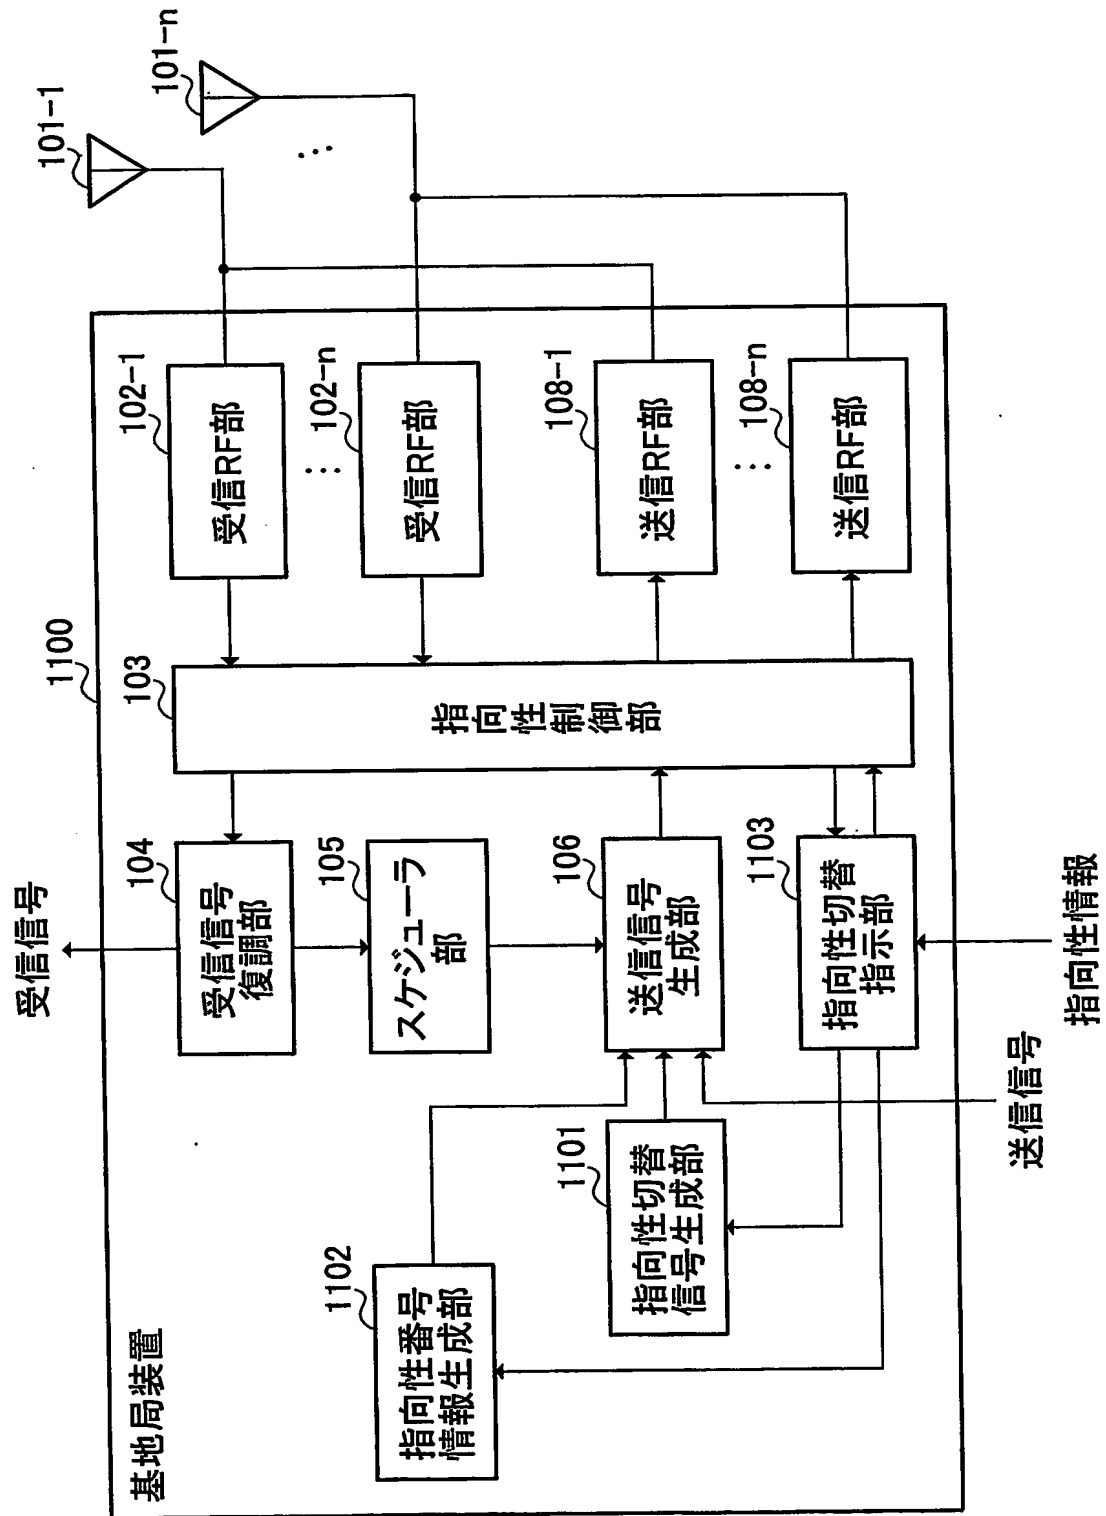 基地局装置
1100
101-1
101-n
…
受信信号
104
受信信号
復調部
103
指向性制御部
102-1
受信RF部
…
102-n
受信RF部
105
スケジューラ
部
106
送信信号
生成部
108-1
送信RF部
…
108-n
送信RF部
1102
指向性番号
情報生成部
1101
指向性切替
信号生成部
1103
指向性切替
指示部
送信信号
指向性情報